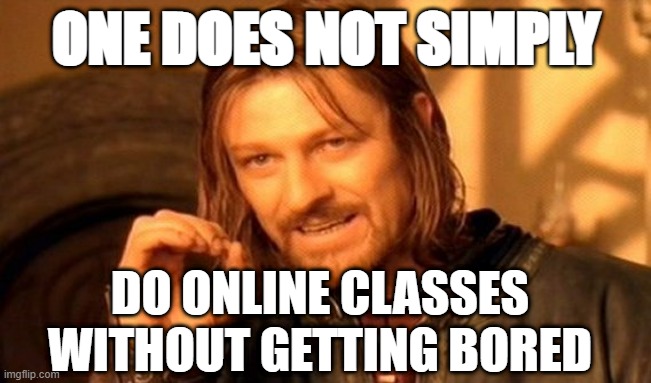 ONE DOES NOT SIMPLY
DO ONLINE CLASSES
WITHOUT GETTING BORED
imgflip.com